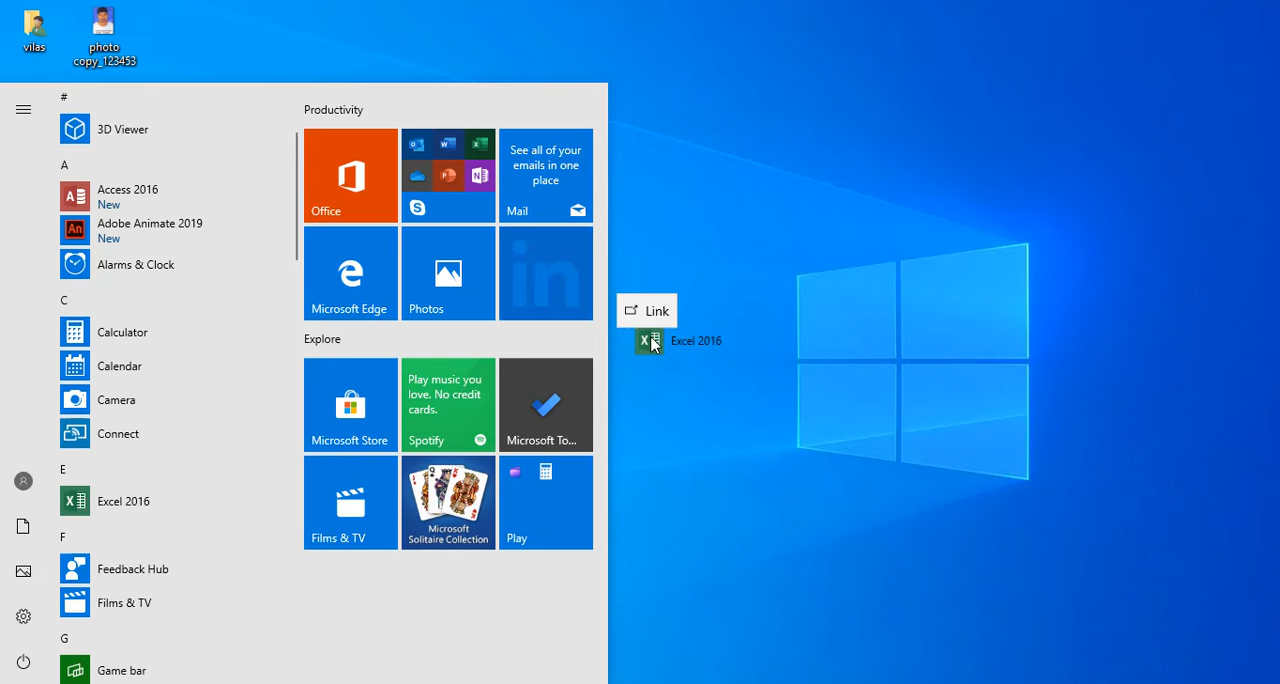 vilas
photo
copy_123453
#
3D Viewer
A
Access 2016
New
Adobe Animate 2019
New
Alarms & Clock
C
Calculator
Calendar
Camera
Connect
E
Excel 2016
F
Feedback Hub
Films & TV
G
Game bar
Productivity
Office
See all of your
emails in one
place
Mail
Microsoft Edge
Photos
in
Explore
Microsoft Store
Play music you
love. No credit
cards.
Spotify
Microsoft To...
Films & TV
Microsoft
Solitaire Collection
Play
Link
Excel 2016